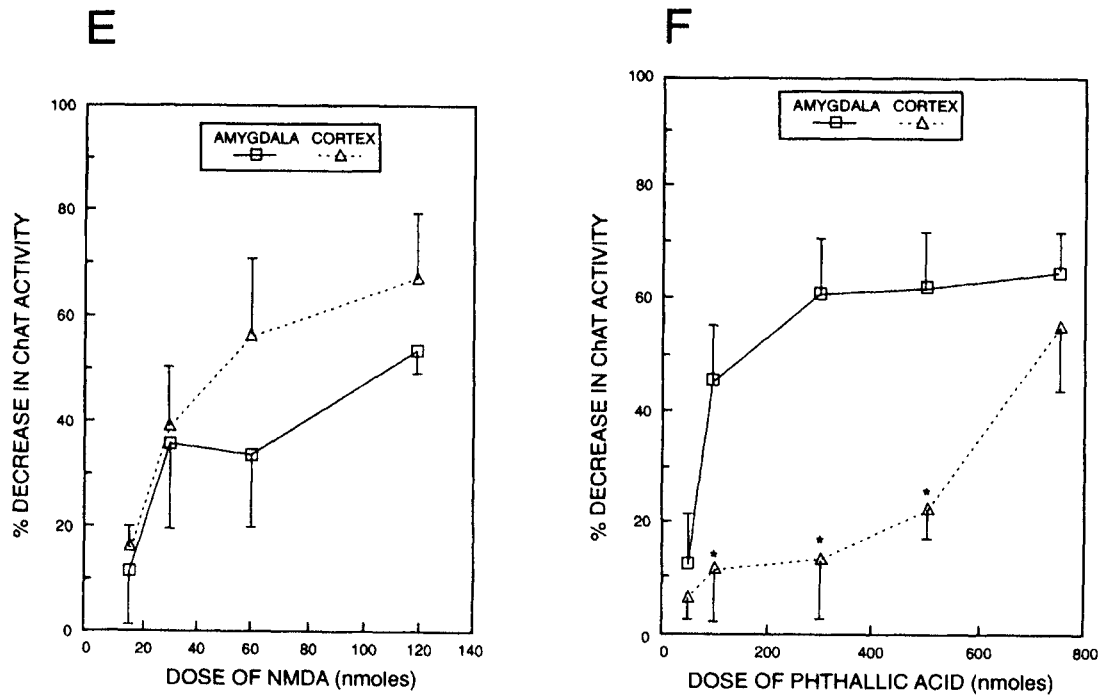 E
100
80
60
40
20
0
% DECREASE IN ChAT ACTIVITY
AMYGDALA CORTEX
0 20 40 60 80 100 120 140
DOSE OF NMDA (nmoles)
F
100
80
60
40
20
0
% DECREASE IN ChAT ACTIVITY
AMYGDALA CORTEX
* * *
0 200 400 600 800
DOSE OF PHTHALLIC ACID (nmoles)